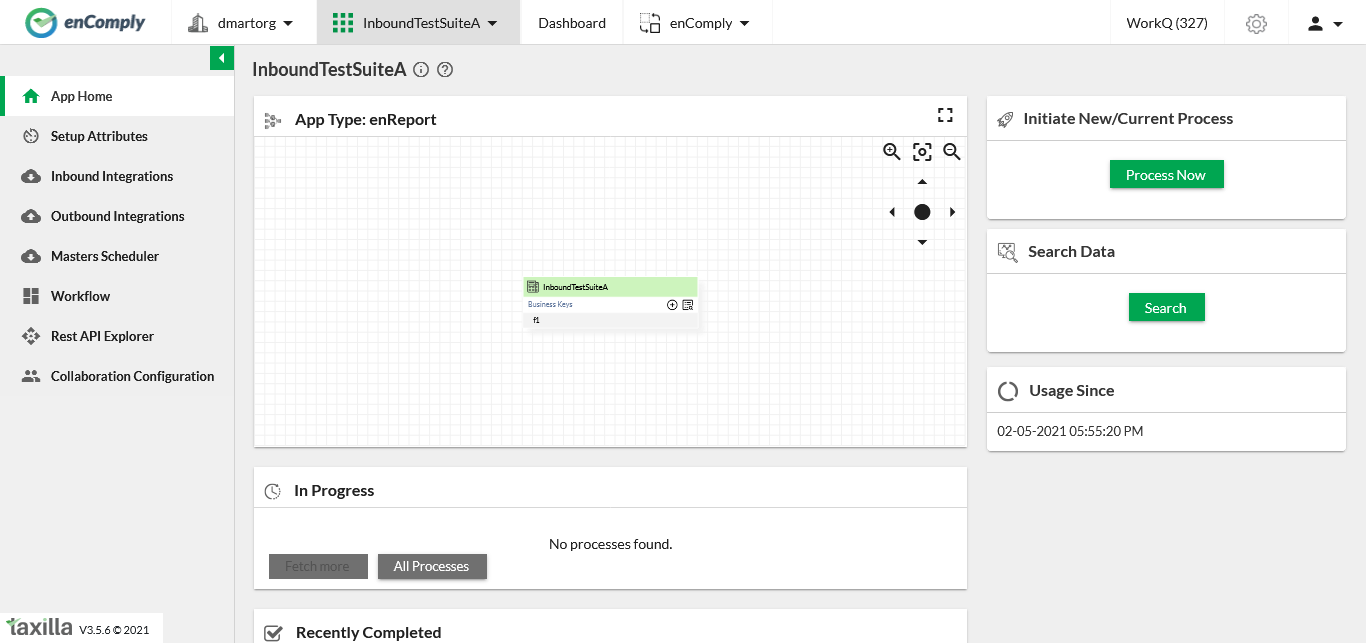 enComply
dmartorg
InboundTestSuiteA
Dashboard
enComply
WorkQ (327)
App Home
Setup Attributes
Inbound Integrations
Outbound Integrations
Masters Scheduler
Workflow
Rest API Explorer
Collaboration Configuration
taxilla V3.5.6 © 2021
InboundTestSuiteA
App Type: enReport
InboundTestSuiteA
Business Keys
f1
In Progress
No processes found.
Fetch more
All Processes
Recently Completed
Initiate New/Current Process
Process Now
Search Data
Search
Usage Since
02-05-2021 05:55:20 PM